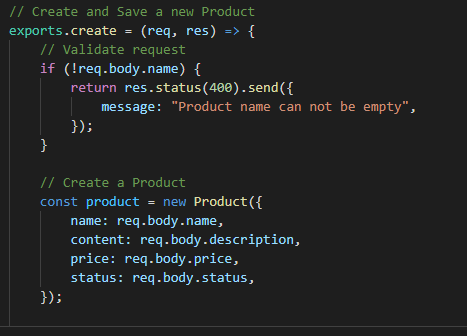 // Create and Save a new Product
exports.create = (req, res) => {
    // Validate request
    if (!req.body.name) {
        return res.status(400).send({
            message: "Product name can not be empty",
        });
    }

    // Create a Product
    const product = new Product({
        name: req.body.name,
        content: req.body.description,
        price: req.body.price,
        status: req.body.status,
    });